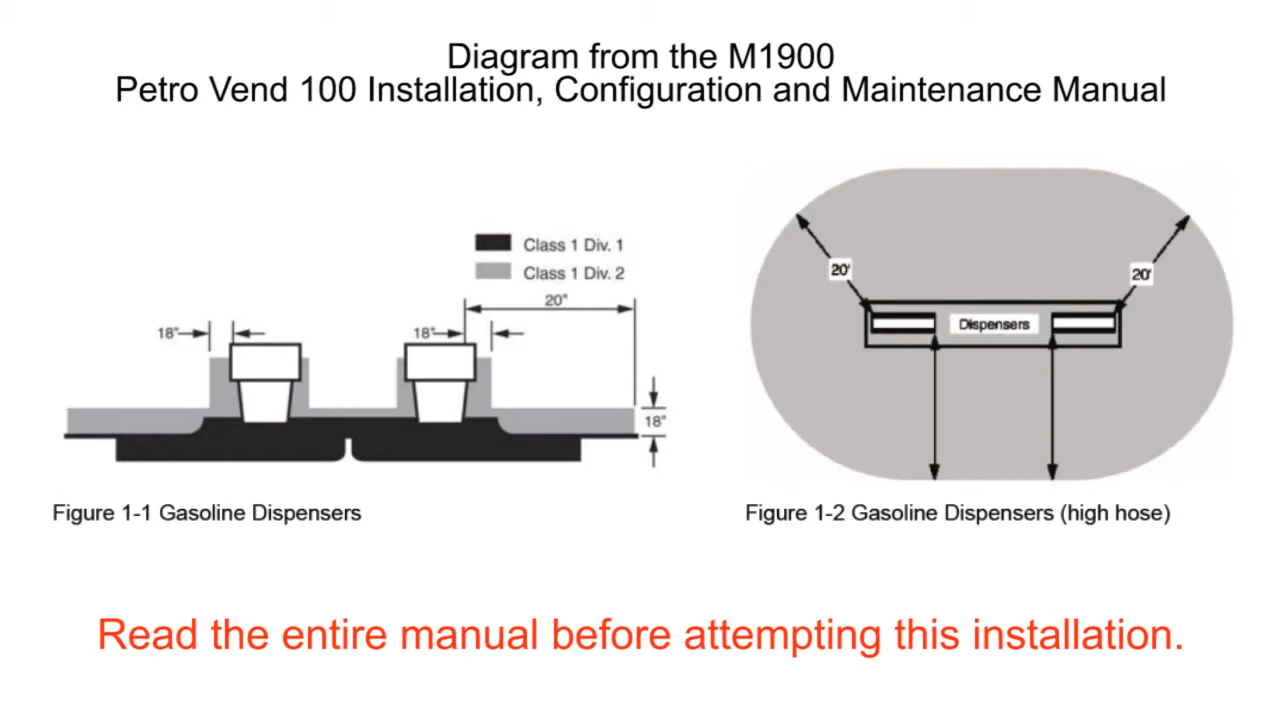 Diagram from the M1900
Petro Vend 100 Installation, Configuration and Maintenance Manual
Class 1 Div. 1
Class 1 Div. 2
20"
18"
18"
18"
Figure 1-1 Gasoline Dispensers
20'
20'
Dispensers
Figure 1-2 Gasoline Dispensers (high hose)
Read the entire manual before attempting this installation.